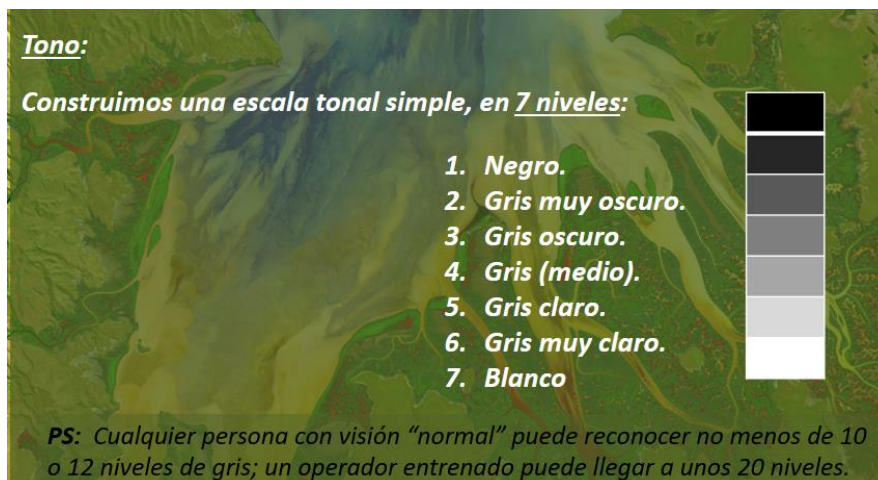 Tono:
Construimos una escala tonal simple, en 7 niveles:
1. Negro.
2. Gris muy oscuro.
3. Gris oscuro.
4. Gris (medio).
5. Gris claro.
6. Gris muy claro.
7. Blanco
PS: Cualquier persona con visión “normal” puede reconocer no menos de 10
o 12 niveles de gris; un operador entrenado puede llegar a unos 20 niveles.